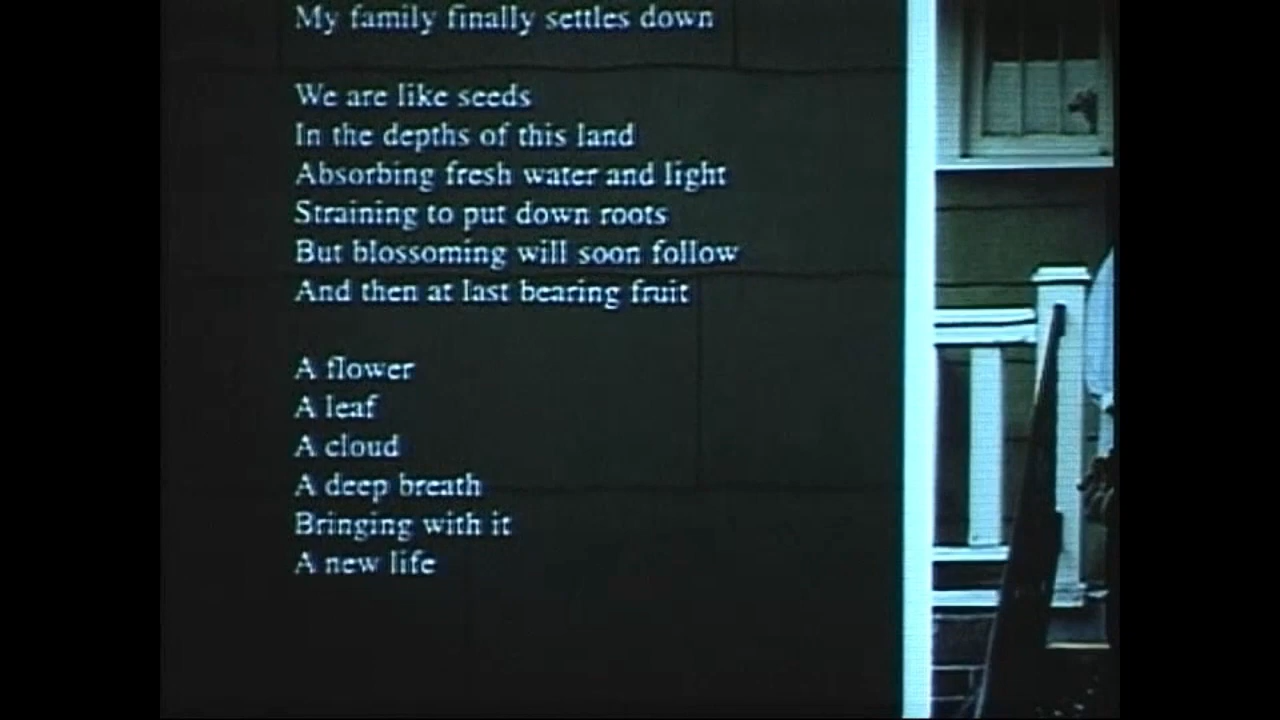 My family finally settles down
We are like seeds
In the depths of this land
Absorbing fresh water and light
Straining to put down roots
But blossoming will soon follow
And then at last bearing fruit
A flower
A leaf
A cloud
A deep breath
Bringing with it
A new life